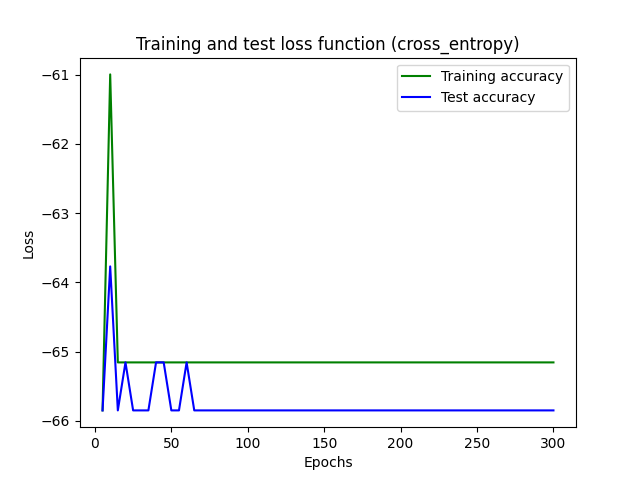 Training and test loss function (cross_entropy)
Training accuracy
Test accuracy
Loss
−61
−62
−63
−64
−65
−66
0 50 100 150 200 250 300
Epochs